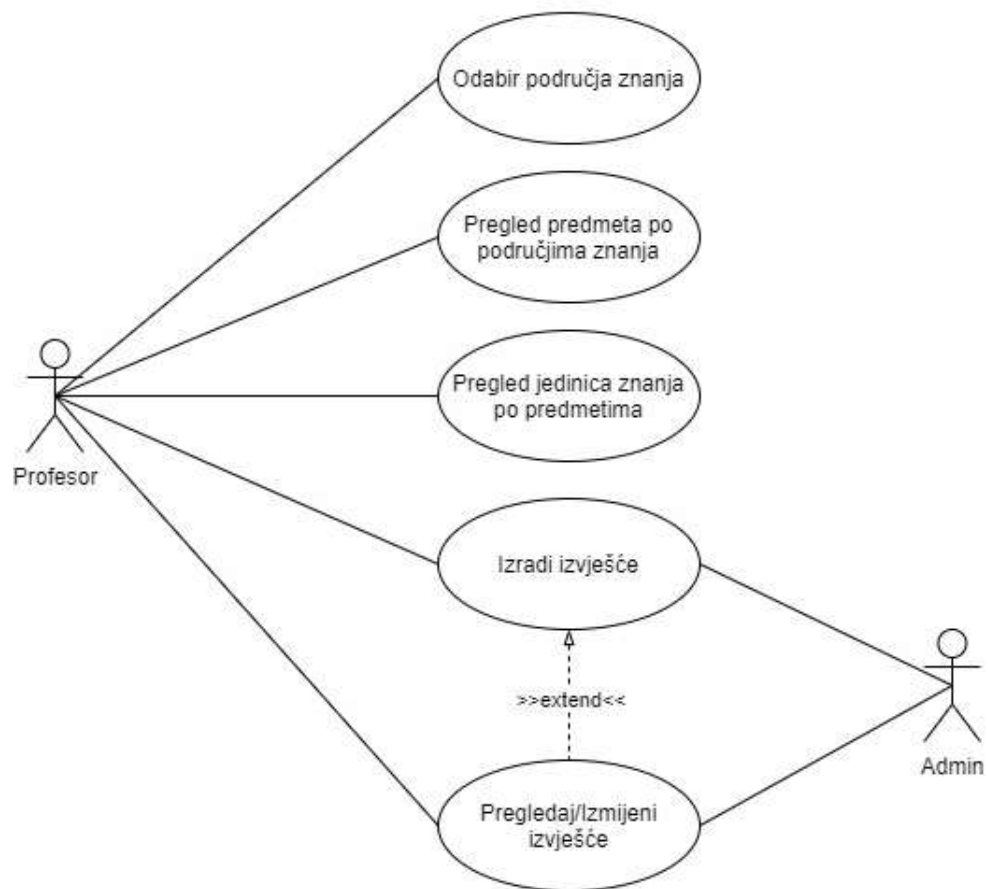 Odabir područja znanja
Pregled predmeta po
područjima znanja
Pregled jedinica znanja
po predmetima
Profesor
Izradi izvješće
>>extend<<
Admin
Pregledaj/Izmijeni
izvješće